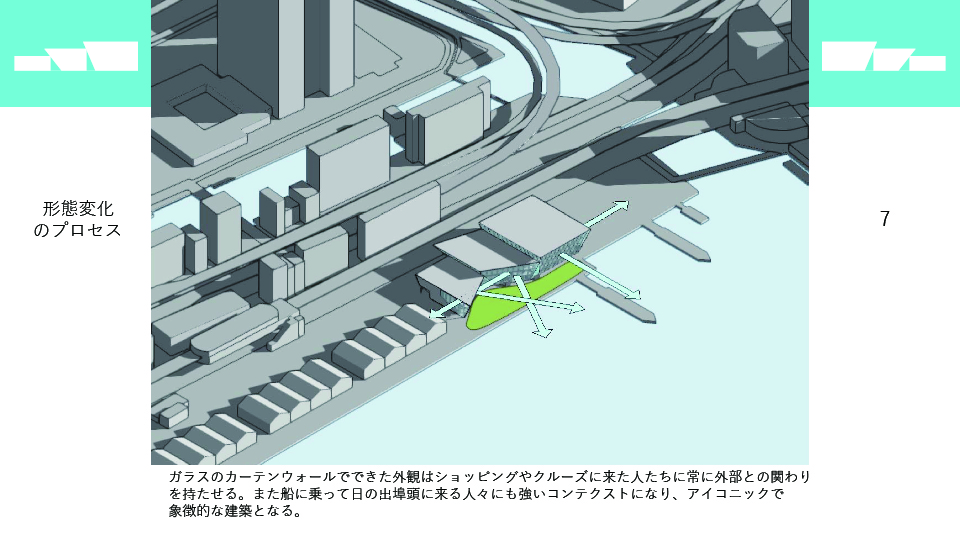 形態変化
のプロセス
7
ガラスのカーテンウォールでできた外観はショッピングやクルーズに来た人たちに常に外部との関わり
を持たせる。また船に乗って日の出埠頭に来る人々にも強いコンテクストになり、アイコニックで
象徴的な建築となる。